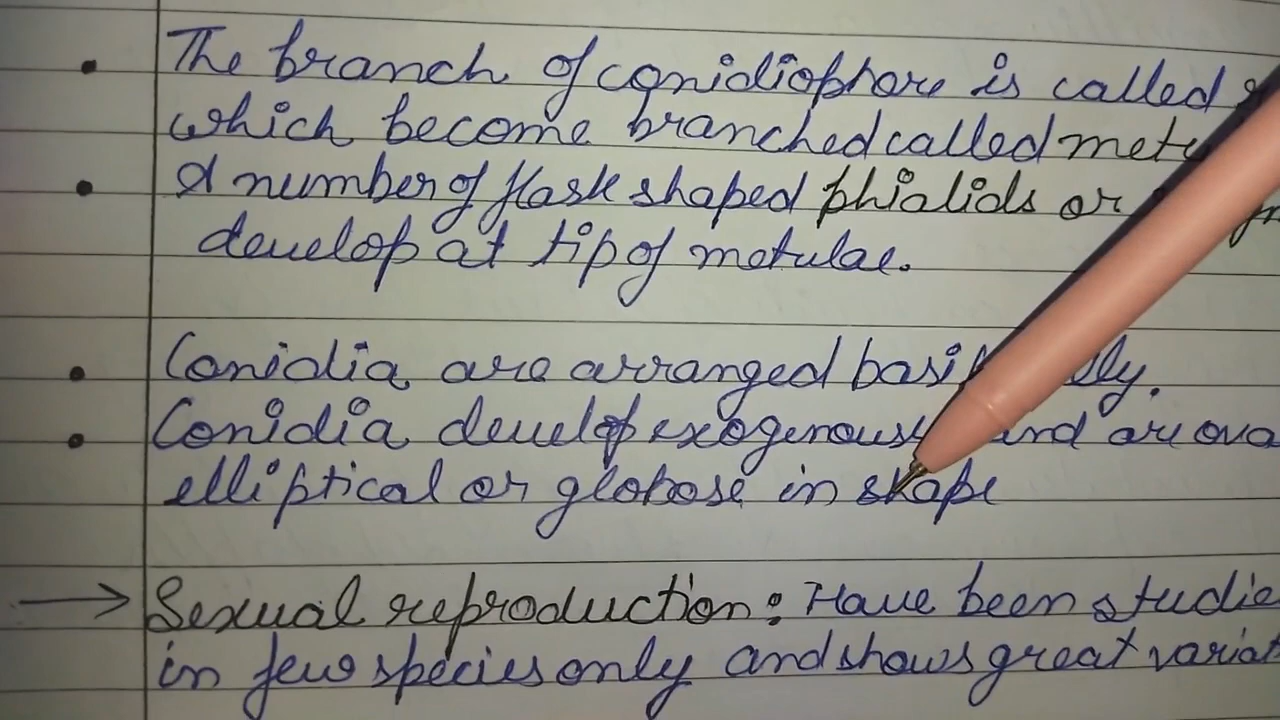 The branch of conidiophore is called
which become branched called
A number of flask shaped phialids or
develop at tip of metulae.
Conidia are arranged
Conidia develop exogenously and are
elliptical or globose in shape
Sexual reproduction: Have been
in few species only and shows great